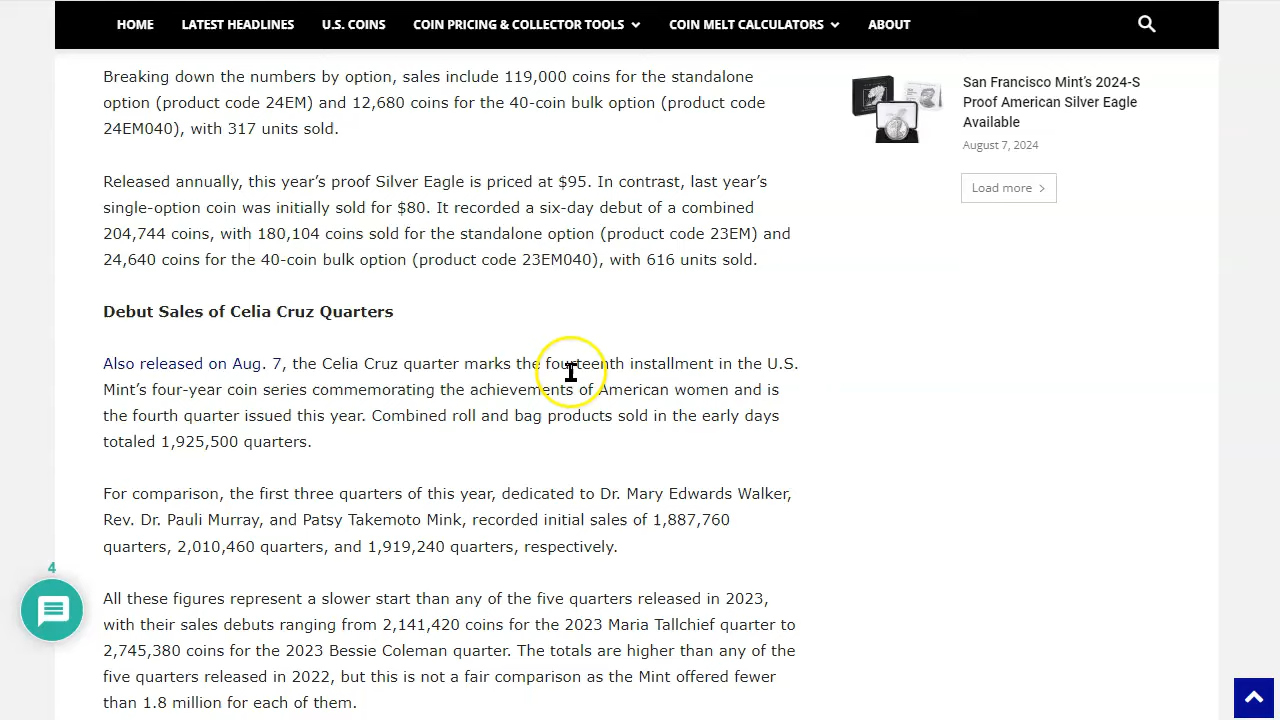 HOME LATEST HEADLINES U.S. COINS COIN PRICING & COLLECTOR TOOLS COIN MELT CALCULATORS ABOUT
Breaking down the numbers by option, sales include 119,000 coins for the standalone
option (product code 24EM) and 12,680 coins for the 40-coin bulk option (product code
24EM040), with 317 units sold.
Released annually, this year’s proof Silver Eagle is priced at $95. In contrast, last year’s
single-option coin was initially sold for $80. It recorded a six-day debut of a combined
204,744 coins, with 180,104 coins sold for the standalone option (product code 23EM) and
24,640 coins for the 40-coin bulk option (product code 23EM040), with 616 units sold.
Debut Sales of Celia Cruz Quarters
Also released on Aug. 7, the Celia Cruz quarter marks the fourteenth installment in the U.S.
Mint’s four-year coin series commemorating the achievements of American women and is
the fourth quarter issued this year. Combined roll and bag products sold in the early days
totaled 1,925,500 quarters.
For comparison, the first three quarters of this year, dedicated to Dr. Mary Edwards Walker,
Rev. Dr. Pauli Murray, and Patsy Takemoto Mink, recorded initial sales of 1,887,760
quarters, 2,010,460 quarters, and 1,919,240 quarters, respectively.
All these figures represent a slower start than any of the five quarters released in 2023,
with their sales debuts ranging from 2,141,420 coins for the 2023 Maria Tallchief quarter to
2,745,380 coins for the 2023 Bessie Coleman quarter. The totals are higher than any of the
five quarters released in 2022, but this is not a fair comparison as the Mint offered fewer
than 1.8 million for each of them.
San Francisco Mint’s 2024-S
Proof American Silver Eagle
Available
August 7, 2024
Load more
4